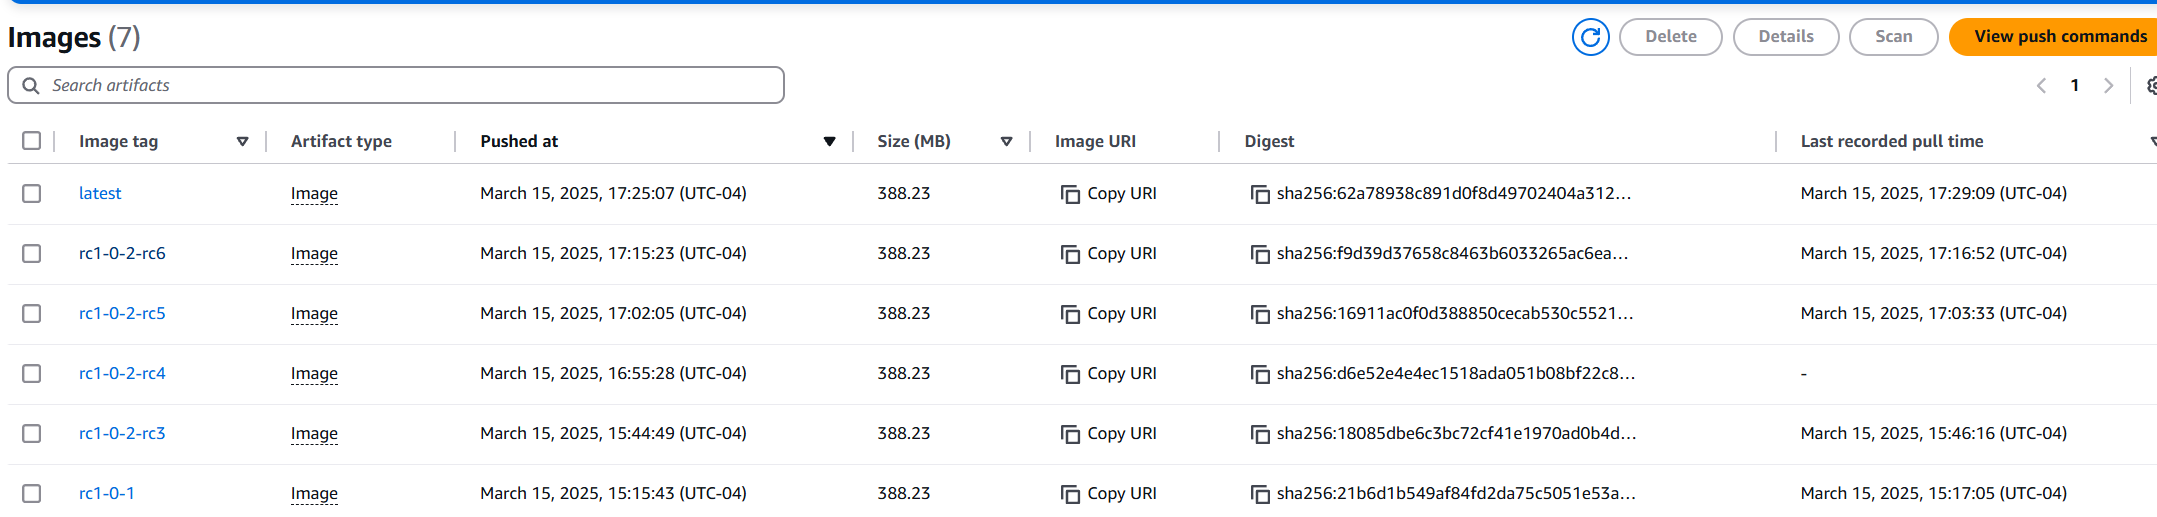 Images (7)
Delete Details Scan View push commands
Search artifacts
1
Image tag Artifact type Pushed at Size (MB) Image URI Digest Last recorded pull time
latest Image March 15, 2025, 17:25:07 (UTC-04) 388.23 Copy URI sha256:62a78938c891d0f8d49702404a312... March 15, 2025, 17:29:09 (UTC-04)
rc1-0-2-rc6 Image March 15, 2025, 17:15:23 (UTC-04) 388.23 Copy URI sha256:f9d39d37658c8463b6033265ac6ea... March 15, 2025, 17:16:52 (UTC-04)
rc1-0-2-rc5 Image March 15, 2025, 17:02:05 (UTC-04) 388.23 Copy URI sha256:16911ac0f0d388850cecab530c5521... March 15, 2025, 17:03:33 (UTC-04)
rc1-0-2-rc4 Image March 15, 2025, 16:55:28 (UTC-04) 388.23 Copy URI sha256:d6e52e4e4ec1518ada051b08bf22c8... -
rc1-0-2-rc3 Image March 15, 2025, 15:44:49 (UTC-04) 388.23 Copy URI sha256:18085dbe6c3bc72cf41e1970ad0b4d... March 15, 2025, 15:46:16 (UTC-04)
rc1-0-1 Image March 15, 2025, 15:15:43 (UTC-04) 388.23 Copy URI sha256:21b6d1b549af84fd2da75c5051e53a... March 15, 2025, 15:17:05 (UTC-04)